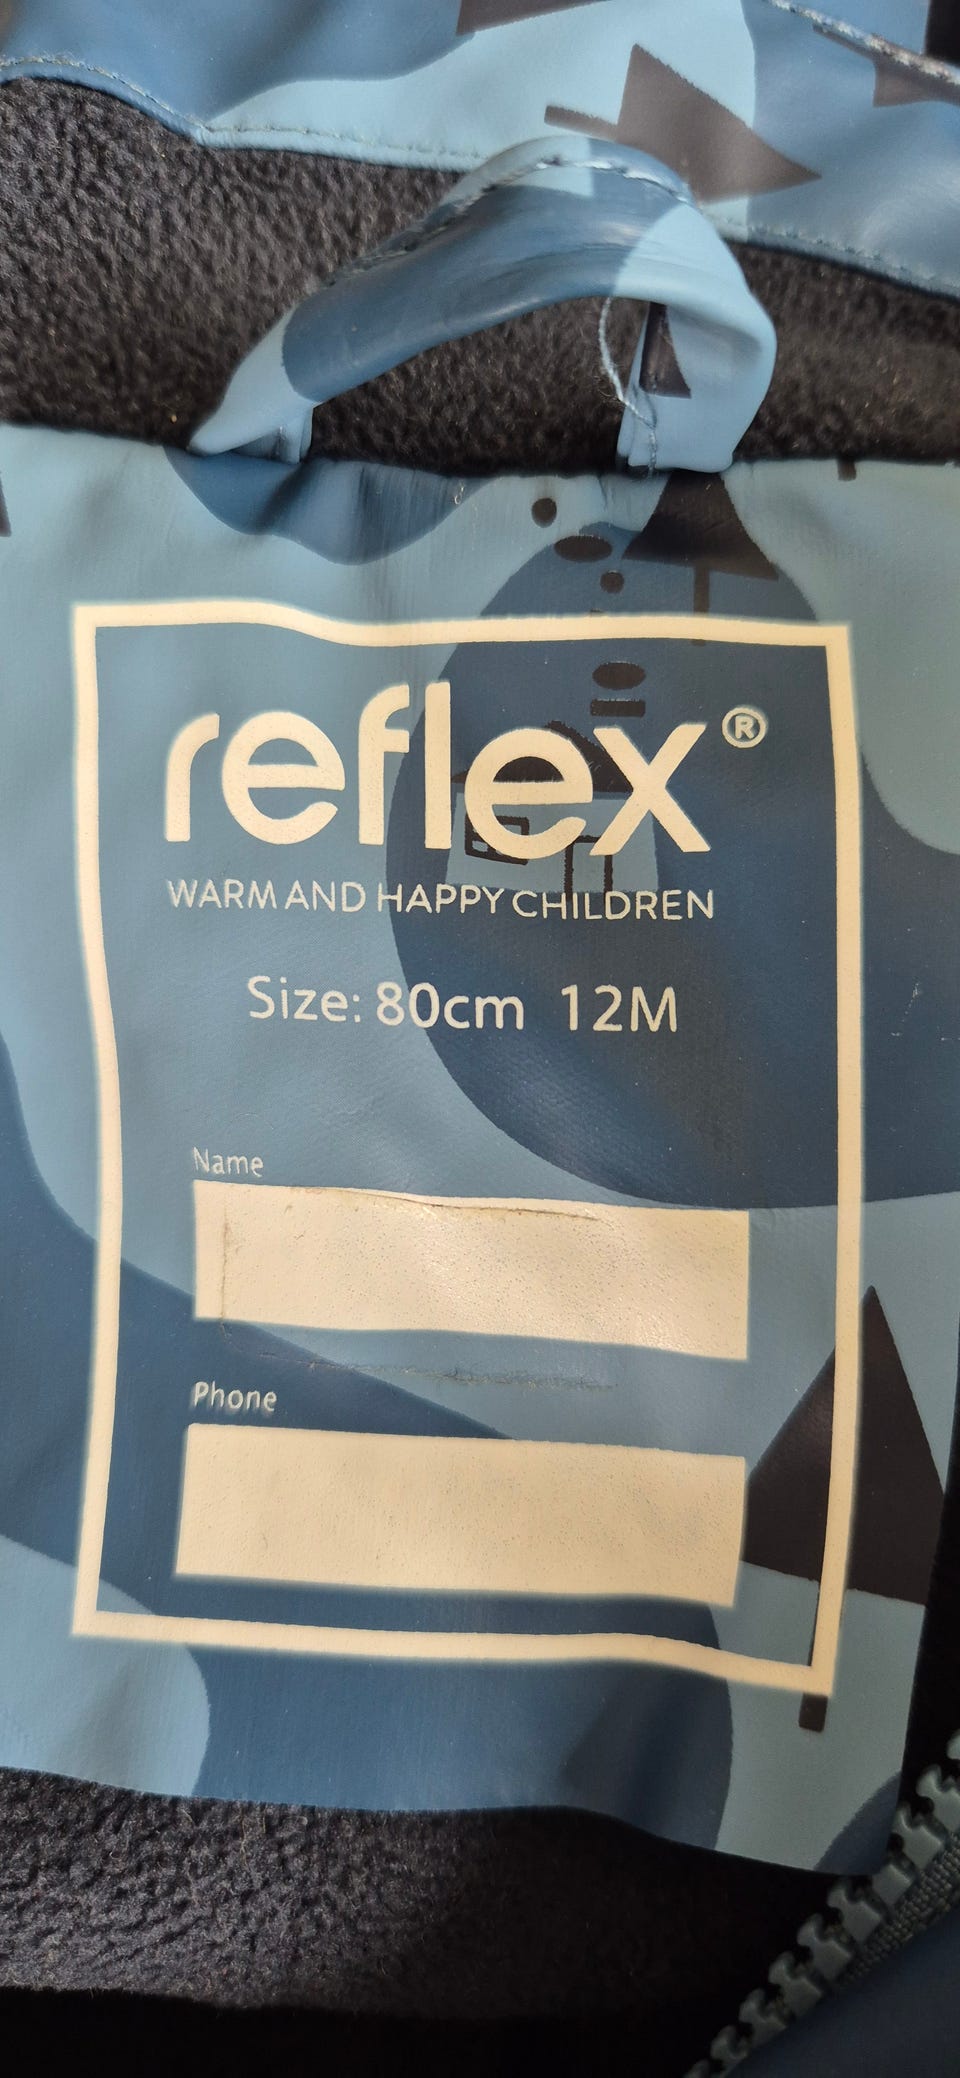 reflex®
WARM AND HAPPY CHILDREN
Size: 80cm 12M
Name
Phone